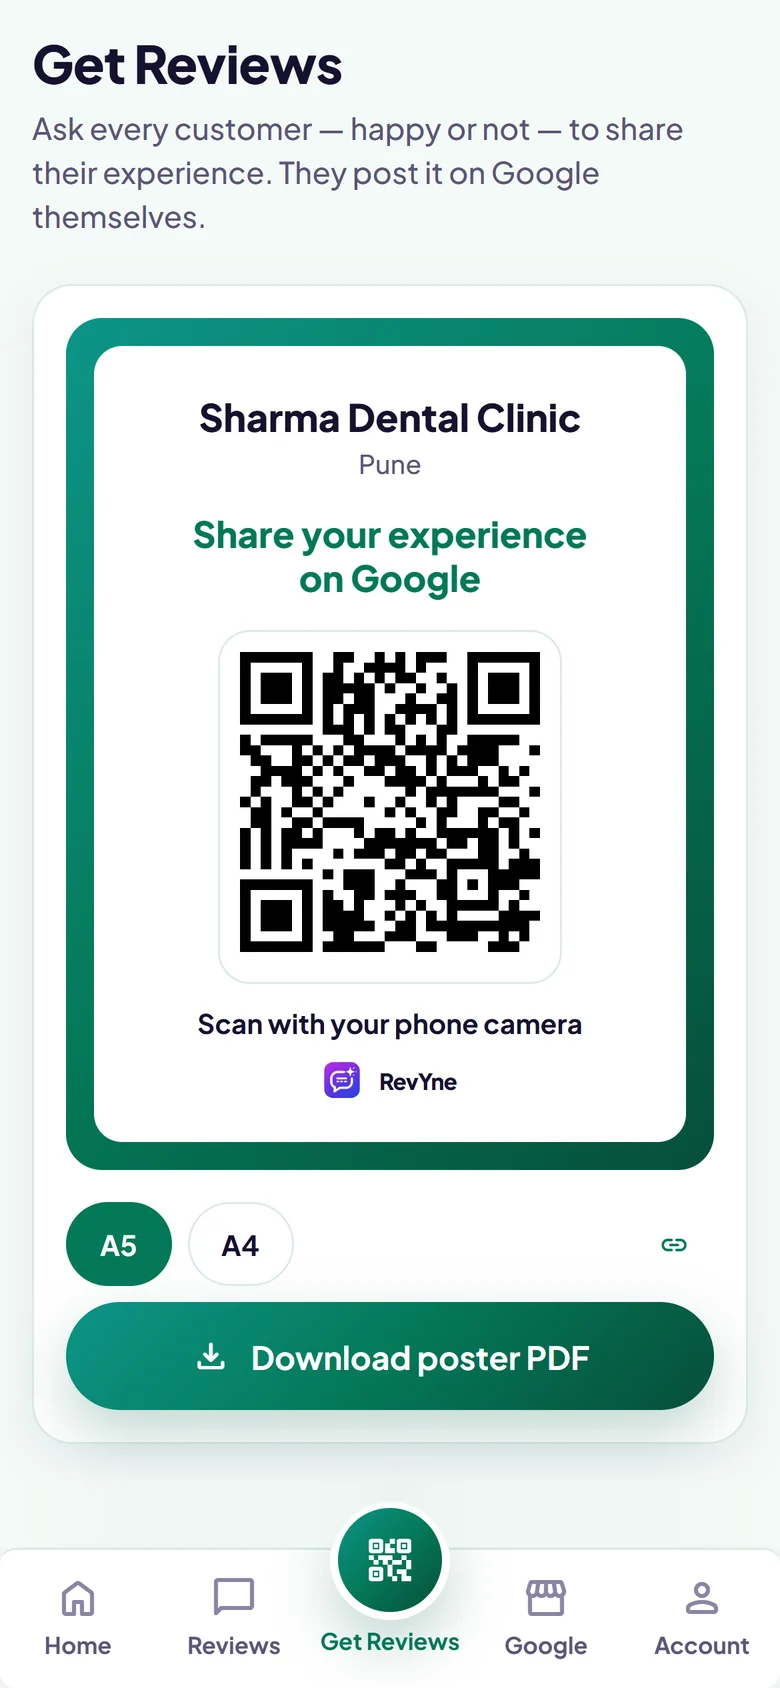 Get Reviews
Ask every customer — happy or not — to share
their experience. They post it on Google
themselves.
Sharma Dental Clinic
Pune
Share your experience
on Google
Scan with your phone camera
RevYne
A5
A4
Download poster PDF
Home
Reviews
Get Reviews
Google
Account